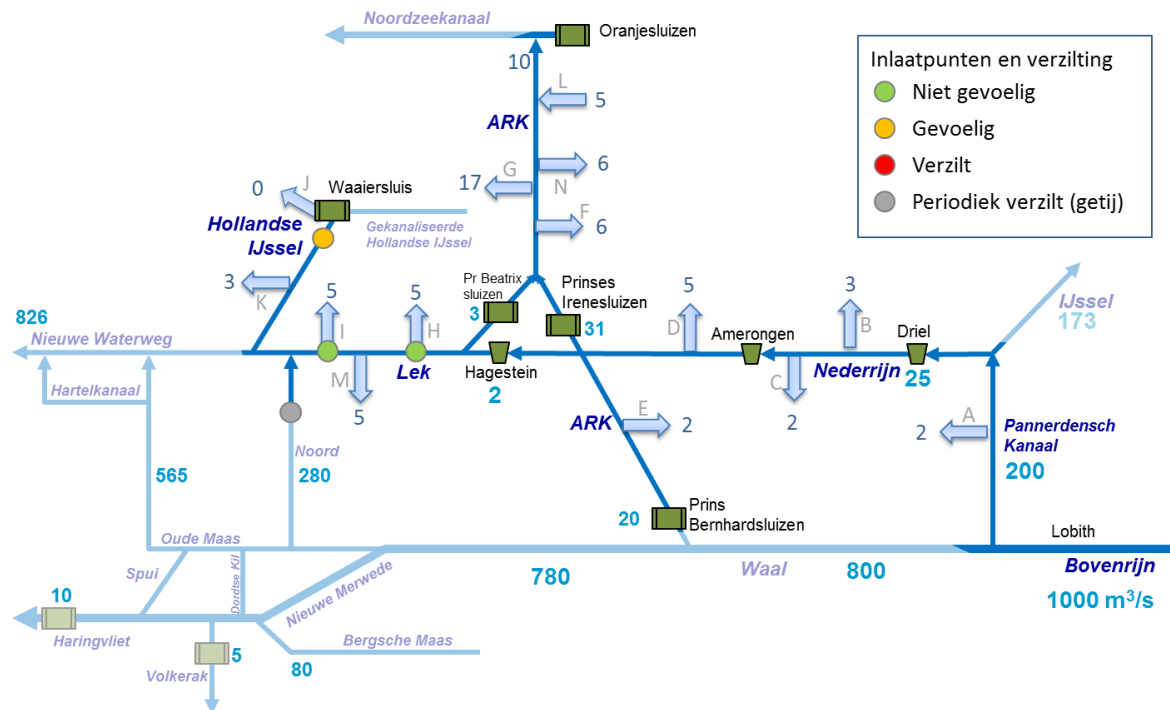 Noordzeekanaal
Oranjesluizen
10
L
5
ARK
6
G
17
N
F
6
Inlaatpunten en verzilting
Niet gevoelig
Gevoelig
Verzilt
Periodiek verzilt (getij)
0
J
Waaiersluis
Hollandse
IJssel
Gekanaliseerde
Hollandse IJssel
3
K
5
I
5
H
Pr Beatrix
sluizen
3
Prinses
Irenesluizen
31
5
D
Amerongen
3
B
Driel
IJssel
173
826
Nieuwe Waterweg
Hartelkanaal
M
5
Lek
Hagestein
2
C
2
Nederrijn
25
ARK
E
2
A
2
Pannerdensch
Kanaal
200
Noord
280
565
20
Prins
Bernhardsluizen
Oude Maas
Spui
Dordtse Kil
Nieuwe Merwede
780
Waal
800
Lobith
Bovenrijn
1000 m³/s
10
Haringvliet
5
Volkerak
Bergsche Maas
80